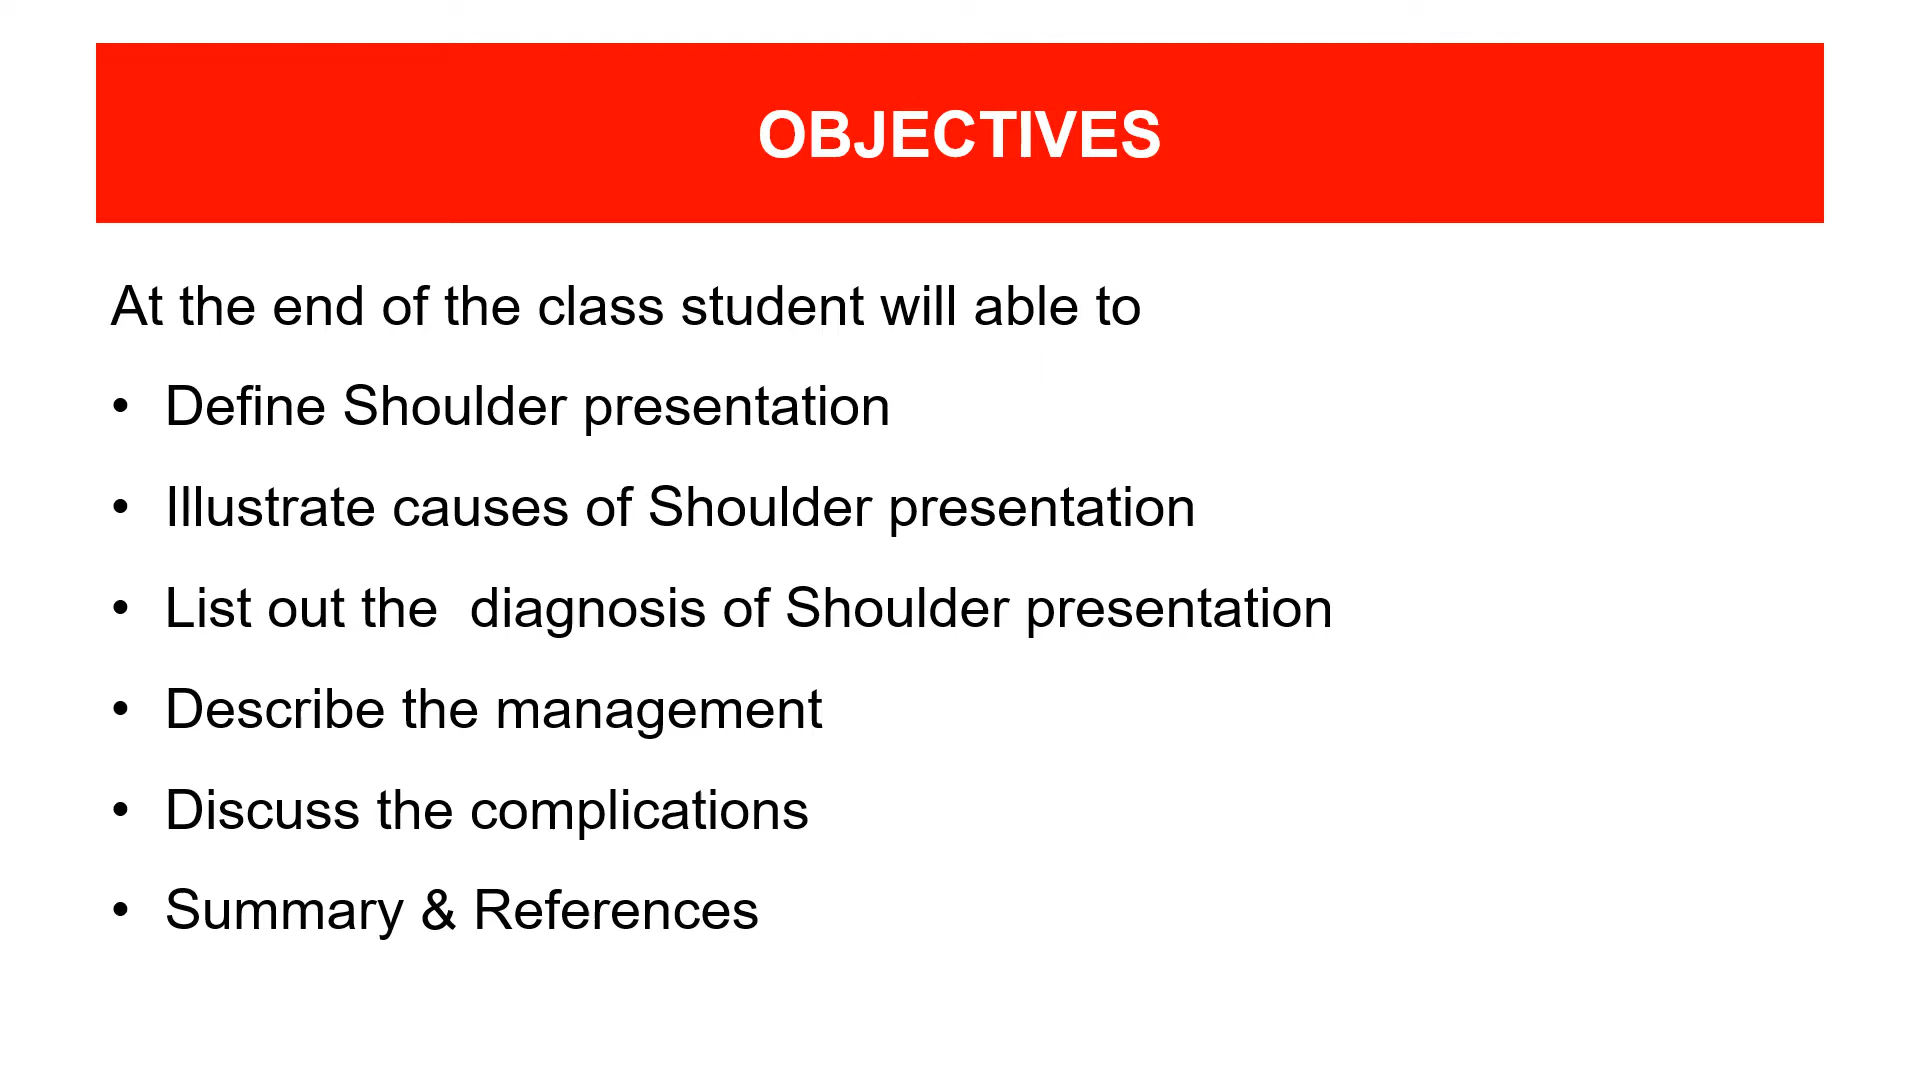 OBJECTIVES
At the end of the class student will able to
• Define Shoulder presentation
• Illustrate causes of Shoulder presentation
• List out the  diagnosis of Shoulder presentation
• Describe the management
• Discuss the complications
• Summary & References